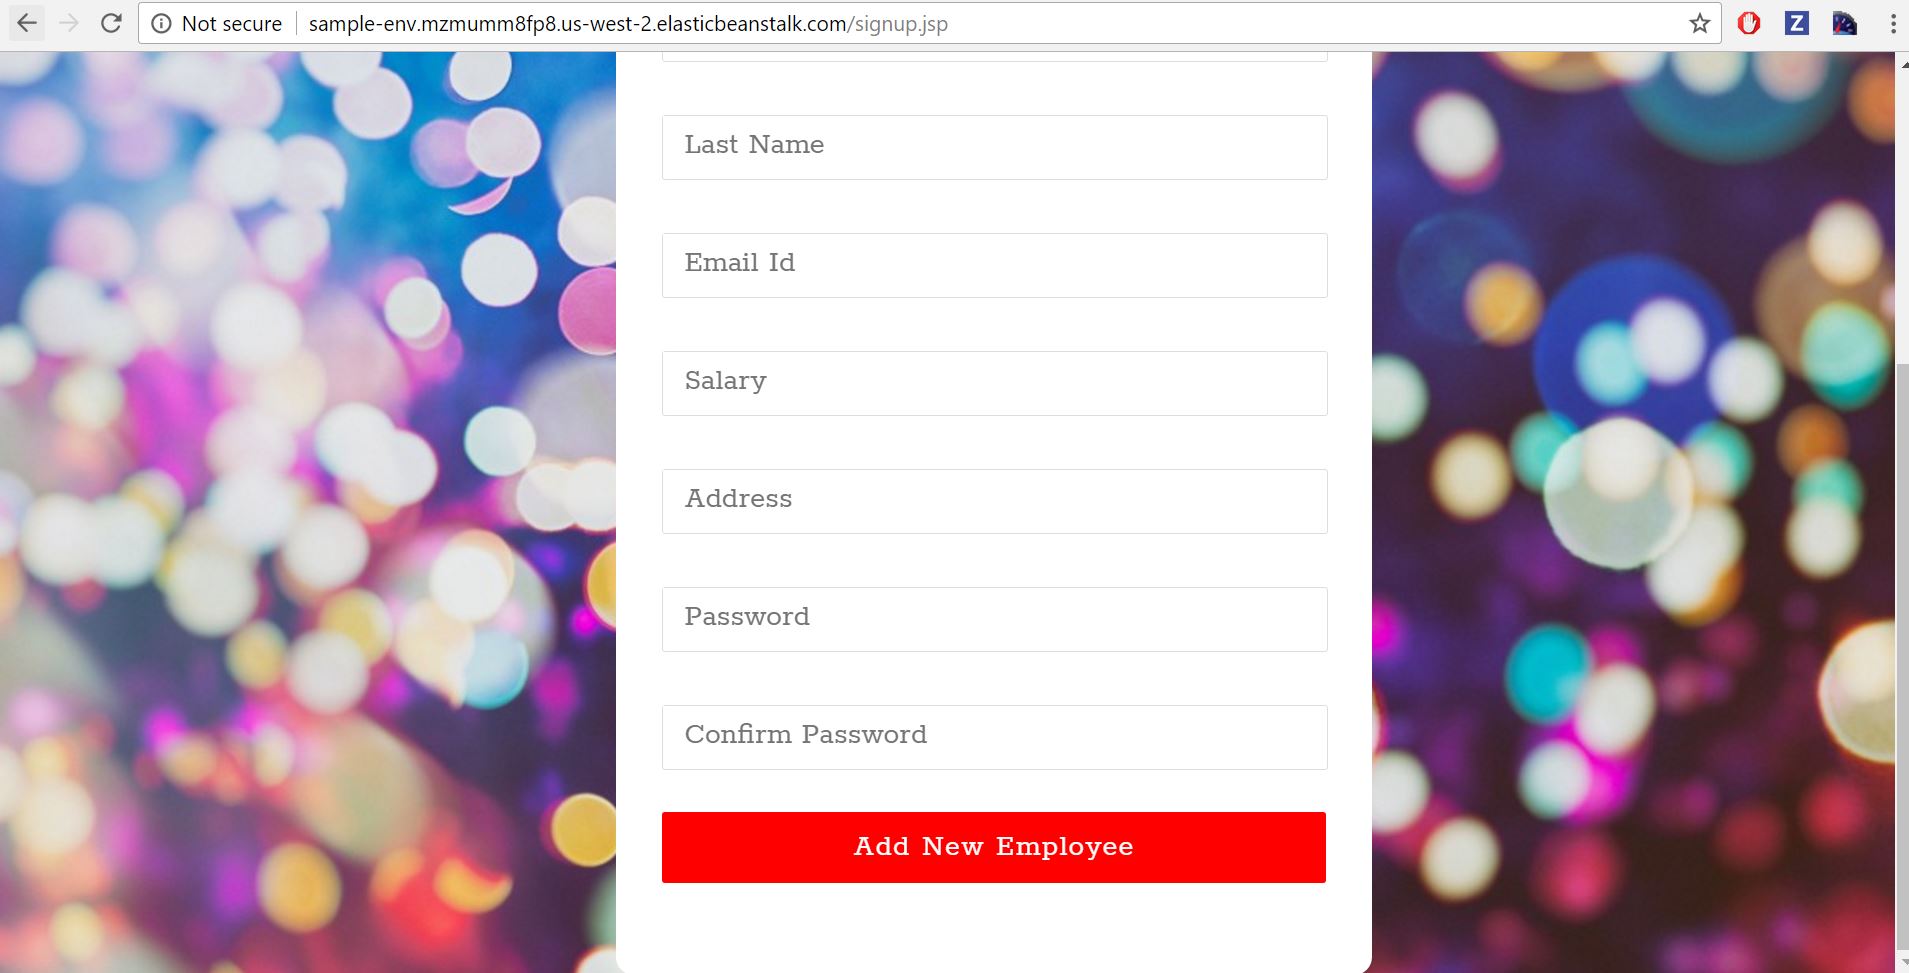 Not secure sample-env.mzmumm8fp8.us-west-2.elasticbeanstalk.com/signup.jsp
Z
Last Name
Email Id
Salary
Address
Password
Confirm Password
Add New Employee